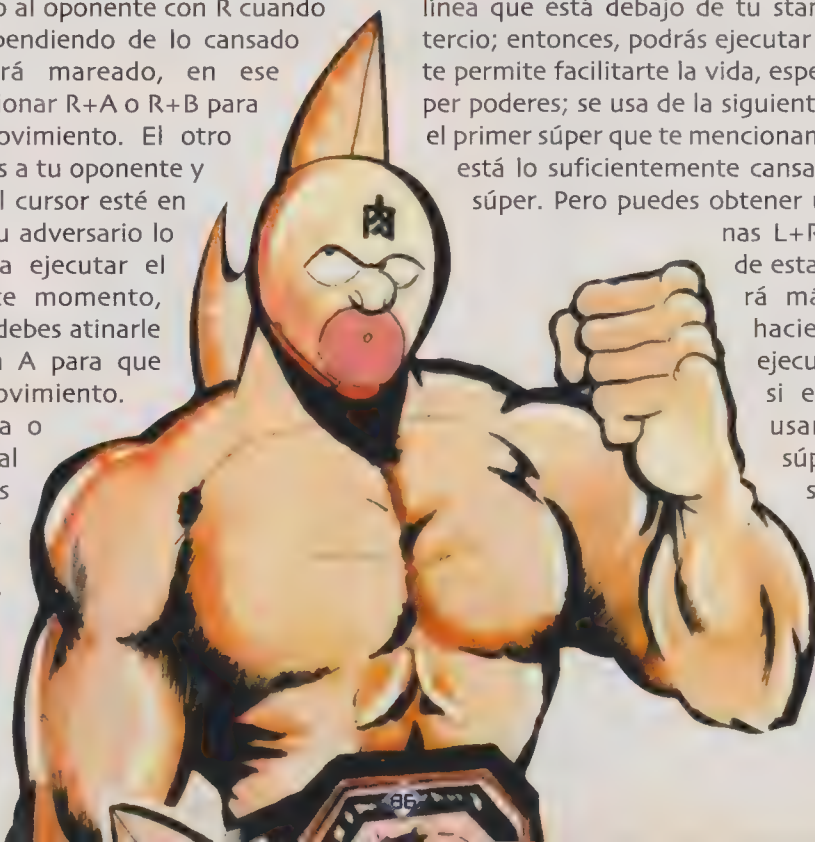 o al oponente con R cuando
pendiendo de lo cansado
rá mareado, en ese
ionar R+A o R+B para
ovimiento. El otro
s a tu oponente y
l cursor esté en
u adversario lo
a ejecutar el
te momento,
debes atinarle
A para que
ovimiento.
a o
al
s
línea que está debajo de tu star
tercio; entonces, podrás ejecutar
te permite facilitarte la vida, espe
per poderes; se usa de la siguient
el primer súper que te mencionam
está lo suficientemente cansa
súper. Pero puedes obtener u
nas L+R
de esta
rá má
hacie
ejecu
si e
usar
súp
s
肉
86